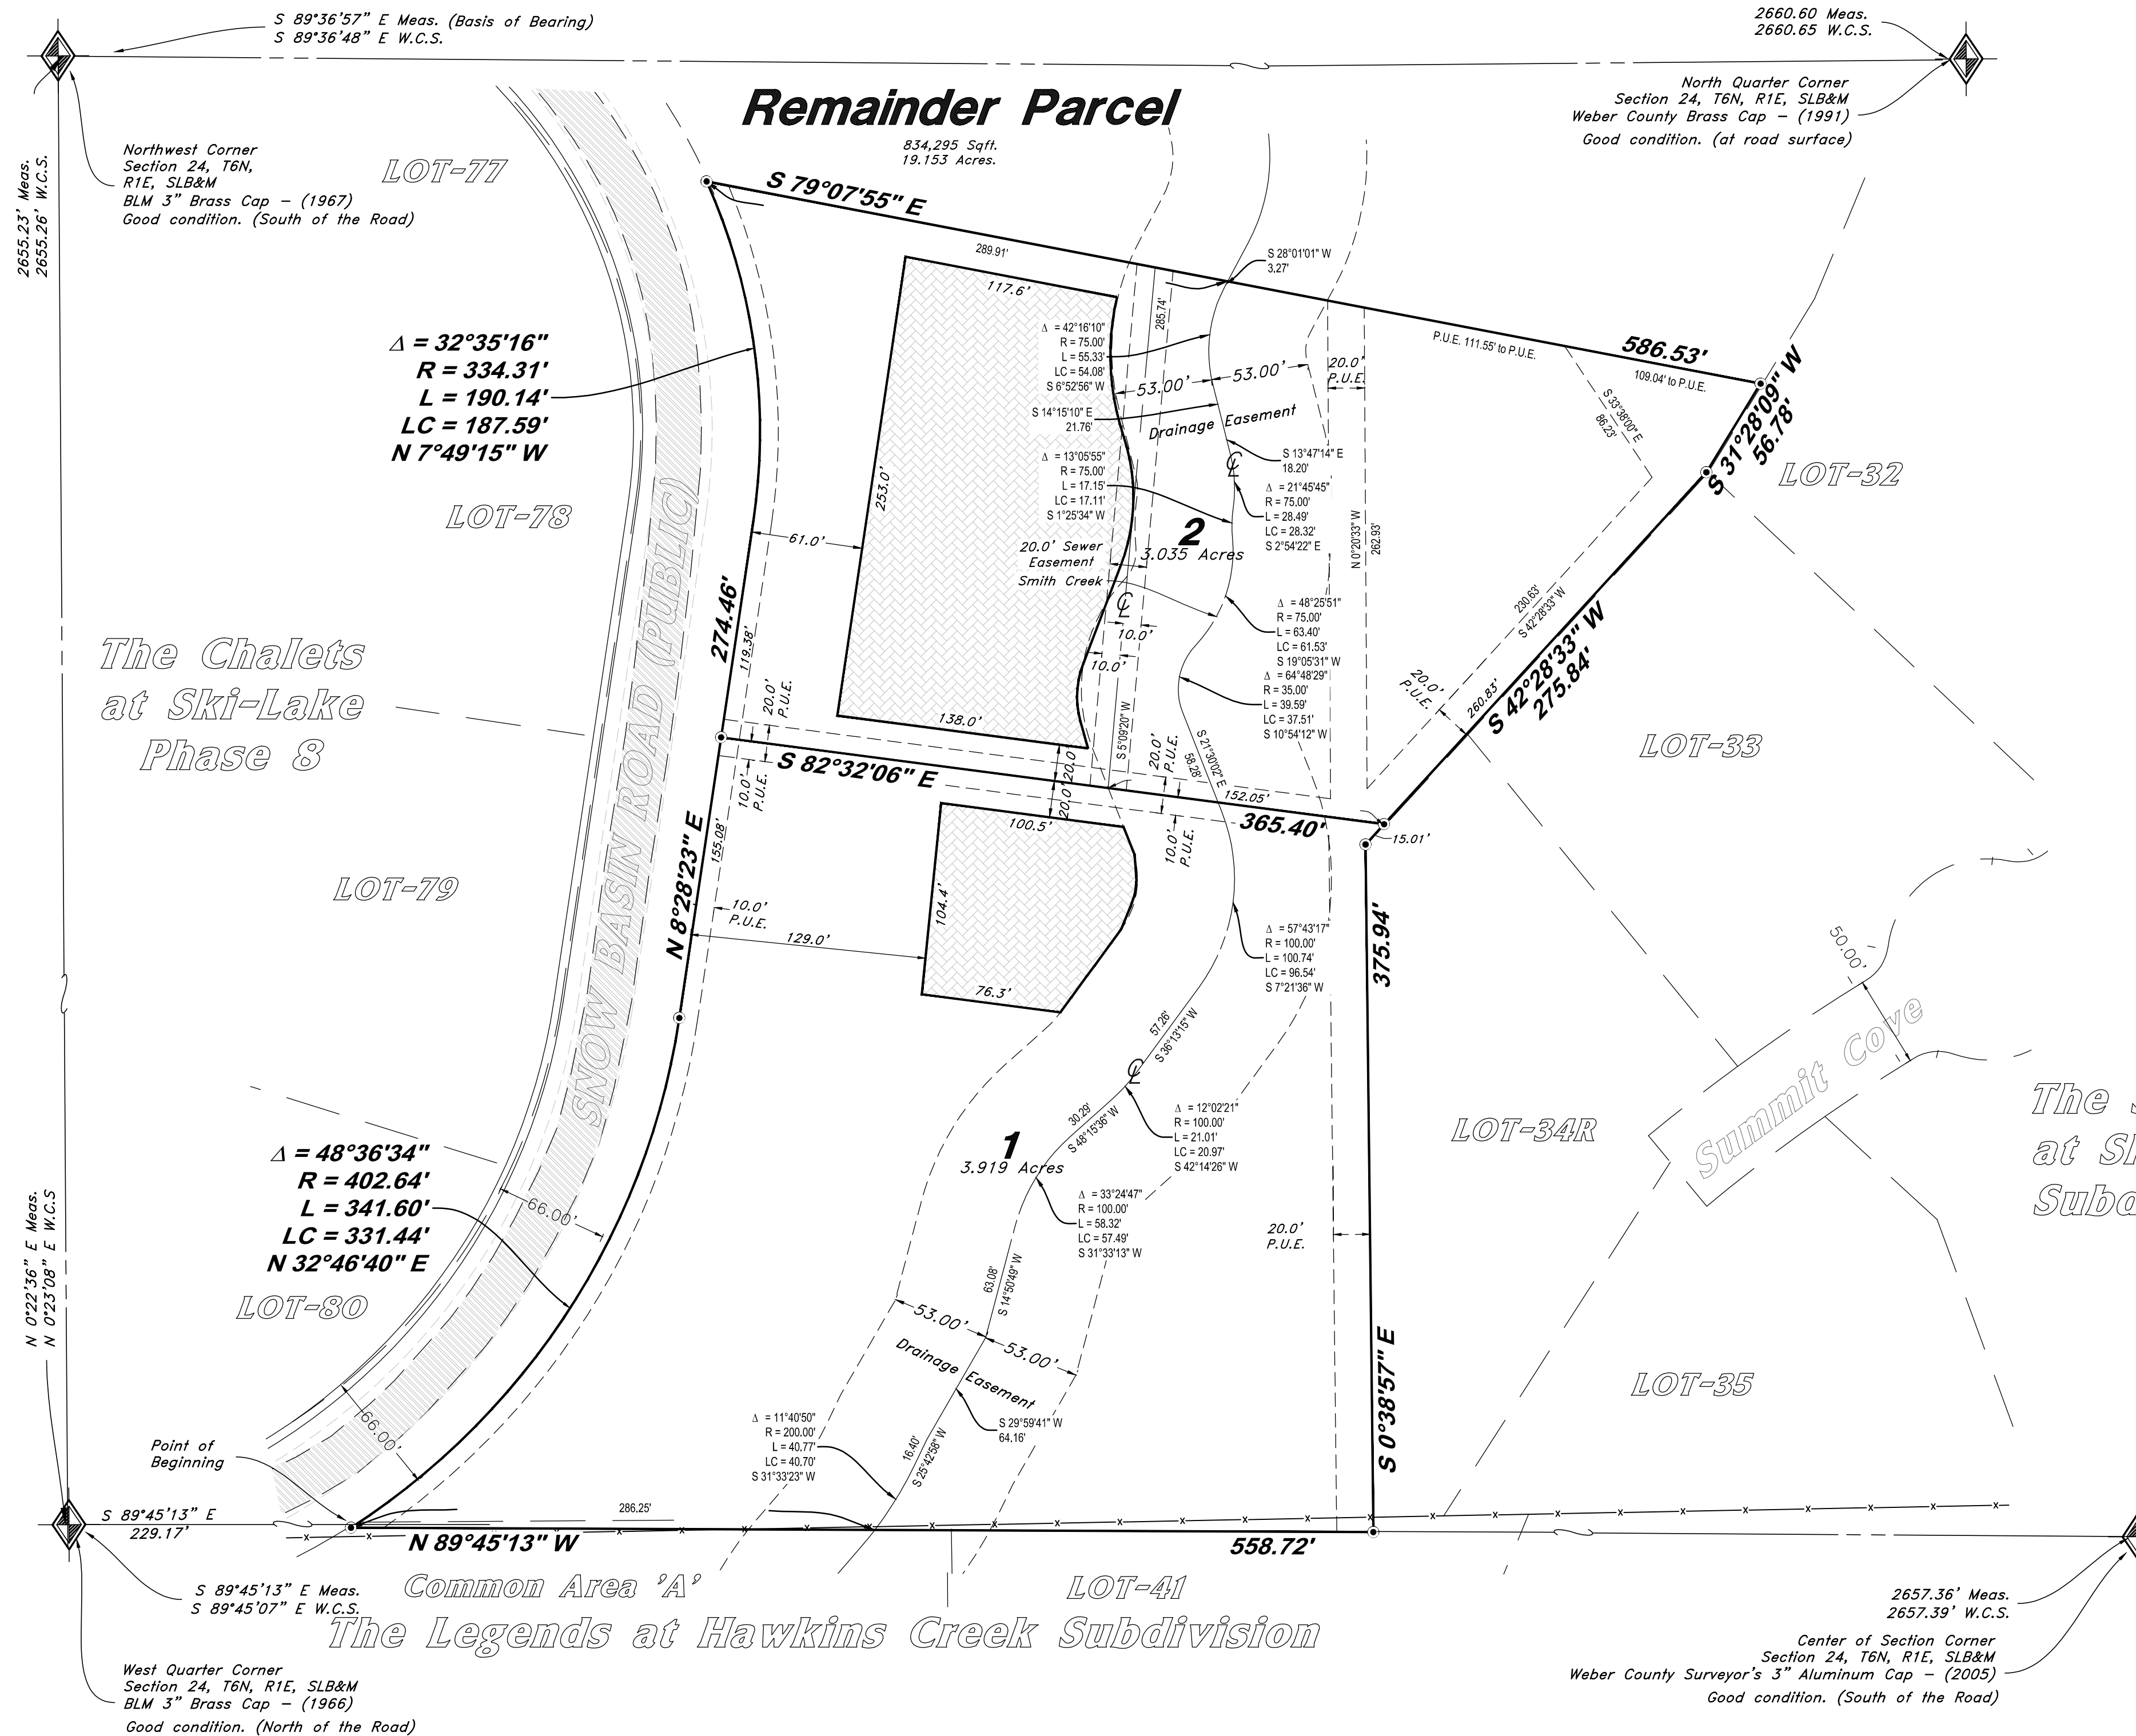 S 89°36'57" E Meas. (Basis of Bearing)
S 89°36'48" E W.C.S.
2660.60 Meas.
2660.65 W.C.S.
Remainder Parcel
834,295 Sqft.
19.153 Acres.
North Quarter Corner
Section 24, T6N, R1E, SLB&M
Weber County Brass Cap - (1991)
Good condition. (at road surface)
2655.23' Meas.
2655.26' W.C.S.
Northwest Corner
Section 24, T6N,
R1E, SLB&M
BLM 3" Brass Cap - (1967)
Good condition. (South of the Road)
LOT-77
S 79°07'55" E
289.91'
117.6'
S 28°01'01" W
3.27'
285.74'
Δ = 42°16'10"
R = 75.00'
L = 55.33'
LC = 54.08'
S 6°52'56" W
Δ = 32°35'16"
R = 334.31'
L = 190.14'
LC = 187.59'
N 7°49'15" W
P.U.E. 111.55' to P.U.E.
586.53'
109.04' to P.U.E.
53.00'
53.00'
20.0'
P.U.E.
S 14°15'10" E
21.76'
Drainage Easement
S 33°38'00" E
86.23'
S 31°28'09" W
56.78'
LOT-32
S 13°47'14" E
18.20'
Δ = 13°05'55"
R = 75.00'
L = 17.15'
LC = 17.11'
S 1°25'34" W
253.0'
Δ = 21°45'45"
R = 75.00'
L = 28.49'
LC = 28.32'
S 2°54'22" E
LOT-78
61.0'
2
3.035 Acres
20.0' Sewer
Easement
Smith Creek
N 0°20'33" W
262.93'
SNOW BASIN ROAD (PUBLIC)
274.46'
119.38'
Δ = 48°25'51"
R = 75.00'
L = 63.40'
LC = 61.53'
S 19°05'31" W
10.0'
10.0'
230.63'
S 42°28'33" W
S 42°28'33" W
275.84'
260.83'
20.0'
P.U.E.
The Chalets
at Ski-Lake
Phase 8
Δ = 64°48'29"
R = 35.00'
L = 39.59'
LC = 37.51'
S 10°54'12" W
20.0'
P.U.E.
138.0'
S 5°09'20" W
S 21°30'02" E
58.28'
LOT-33
S 82°32'06" E
20.0'
20.0'
20.0'
P.U.E.
10.0'
P.U.E.
152.05'
365.40'
15.01'
100.5'
10.0'
P.U.E.
N 8°28'23" E
155.08'
LOT-79
104.4'
10.0'
P.U.E.
129.0'
76.3'
Δ = 57°43'17"
R = 100.00'
L = 100.74'
LC = 96.54'
S 7°21'36" W
375.94'
50.00'
57.26'
S 36°13'15" W
Summit Cove
30.29'
S 48°15'36" W
Δ = 12°02'21"
R = 100.00'
L = 21.01'
LC = 20.97'
S 42°14'26" W
LOT-34R
1
3.919 Acres
Δ = 48°36'34"
R = 402.64'
L = 341.60'
LC = 331.44'
N 32°46'40" E
66.00'
Δ = 33°24'47"
R = 100.00'
L = 58.32'
LC = 57.49'
S 31°33'13" W
20.0'
P.U.E.
N 0°22'36" E Meas.
N 0°23'08" E W.C.S
LOT-80
63.08'
S 14°50'49" W
53.00'
53.00'
Drainage Easement
S 0°38'57" E
LOT-35
The
at
Subd
66.00'
Point of
Beginning
Δ = 11°40'50"
R = 200.00'
L = 40.77'
LC = 40.70'
S 31°33'23" W
16.40'
S 25°42'58" W
S 29°59'41" W
64.16'
S 89°45'13" E
229.17'
286.25'
N 89°45'13" W
558.72'
S 89°45'13" E Meas.
S 89°45'07" E W.C.S.
Common Area 'A'
LOT-41
The Legends at Hawkins Creek Subdivision
2657.36' Meas.
2657.39' W.C.S.
West Quarter Corner
Section 24, T6N, R1E, SLB&M
BLM 3" Brass Cap - (1966)
Good condition. (North of the Road)
Center of Section Corner
Section 24, T6N, R1E, SLB&M
Weber County Surveyor's 3" Aluminum Cap - (2005)
Good condition. (South of the Road)